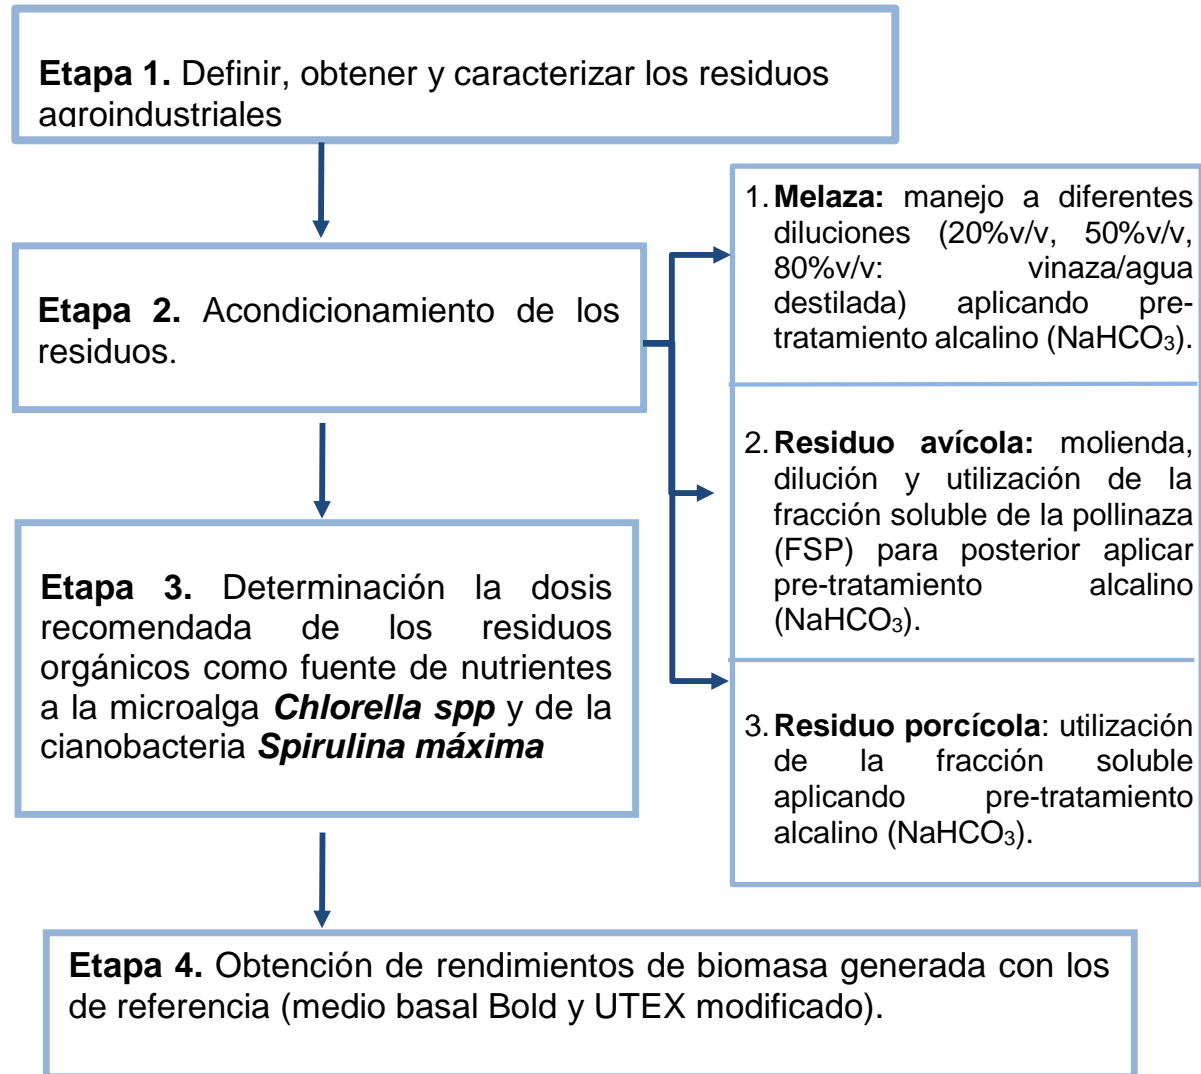 Etapa 1. Definir, obtener y caracterizar los residuos
agroindustriales
Etapa 2. Acondicionamiento de los
residuos.
1. Melaza: manejo a diferentes
diluciones (20%v/v, 50%v/v,
80%v/v: vinaza/agua
destilada) aplicando pre-
tratamiento alcalino (NaHCO₃).
2. Residuo avícola: molienda,
dilución y utilización de la
fracción soluble de la pollinaza
(FSP) para posterior aplicar
pre-tratamiento alcalino
(NaHCO₃).
3. Residuo porcícola: utilización
de la fracción soluble
aplicando pre-tratamiento
alcalino (NaHCO₃).
Etapa 3. Determinación la dosis
recomendada de los residuos
orgánicos como fuente de nutrientes
a la microalga Chlorella spp y de la
cianobacteria Spirulina máxima
Etapa 4. Obtención de rendimientos de biomasa generada con los
de referencia (medio basal Bold y UTEX modificado).